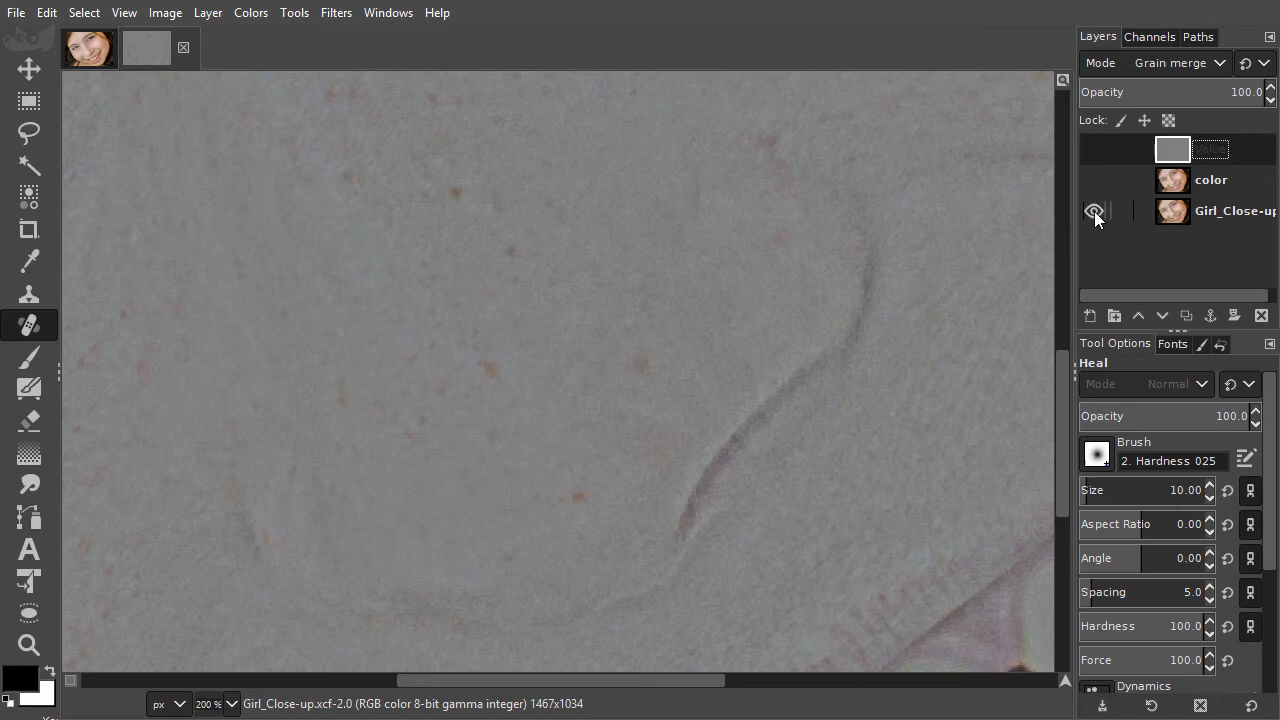 File Edit Select View Image Layer Colors Tools Filters Windows Help
Layers Channels Paths
Mode Grain merge
Opacity 100.0
Lock:
color
Girl_Close-up
Tool Options Fonts
Heal
Mode Normal
Opacity 100.0
Brush
2. Hardness 025
Size 10.00
Aspect Ratio 0.00
Angle 0.00
Spacing 5.0
Hardness 100.0
Force 100.0
Dynamics
px 200 % Girl_Close-up.xcf-2.0 (RGB color 8-bit gamma integer) 1467x1034